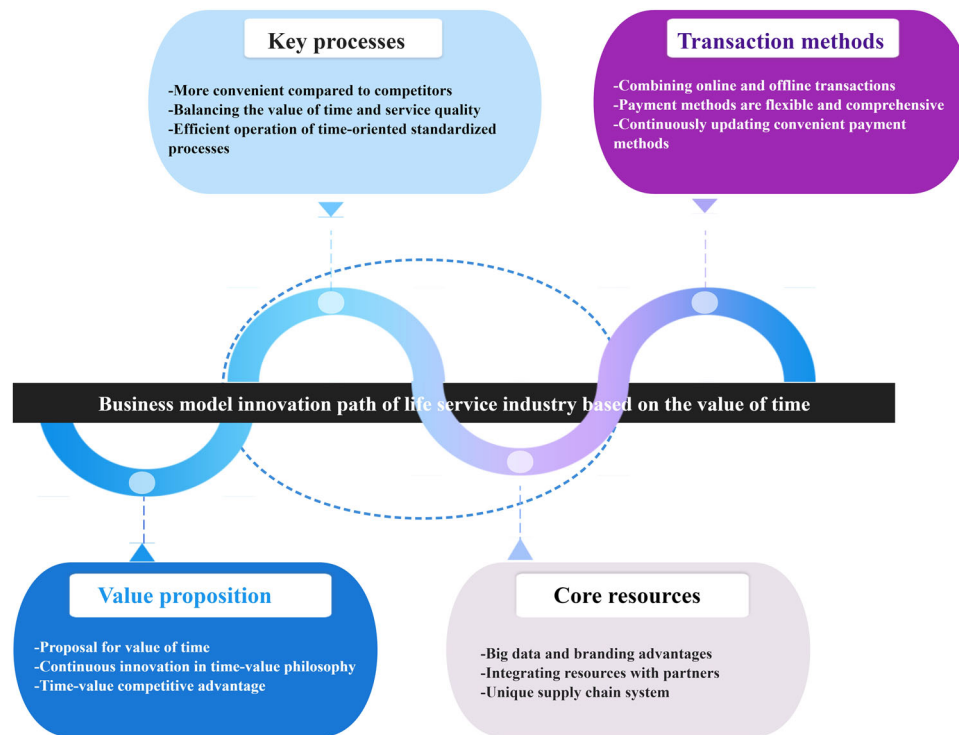 Key processes
-More convenient compared to competitors
-Balancing the value of time and service quality
-Efficient operation of time-oriented standardized
processes
Transaction methods
-Combining online and offline transactions
-Payment methods are flexible and comprehensive
-Continuously updating convenient payment
methods
Business model innovation path of life service industry based on the value of time
Value proposition
-Proposal for value of time
-Continuous innovation in time-value philosophy
-Time-value competitive advantage
Core resources
-Big data and branding advantages
-Integrating resources with partners
-Unique supply chain system